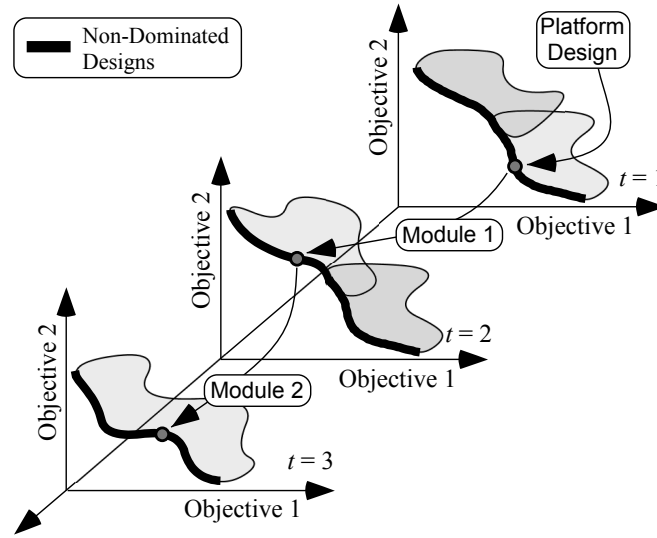 Non-Dominated
Designs
Platform
Design
Objective 2
t = 1
Objective 1
Module 1
Objective 2
t = 2
Objective 1
Module 2
Objective 2
t = 3
Objective 1